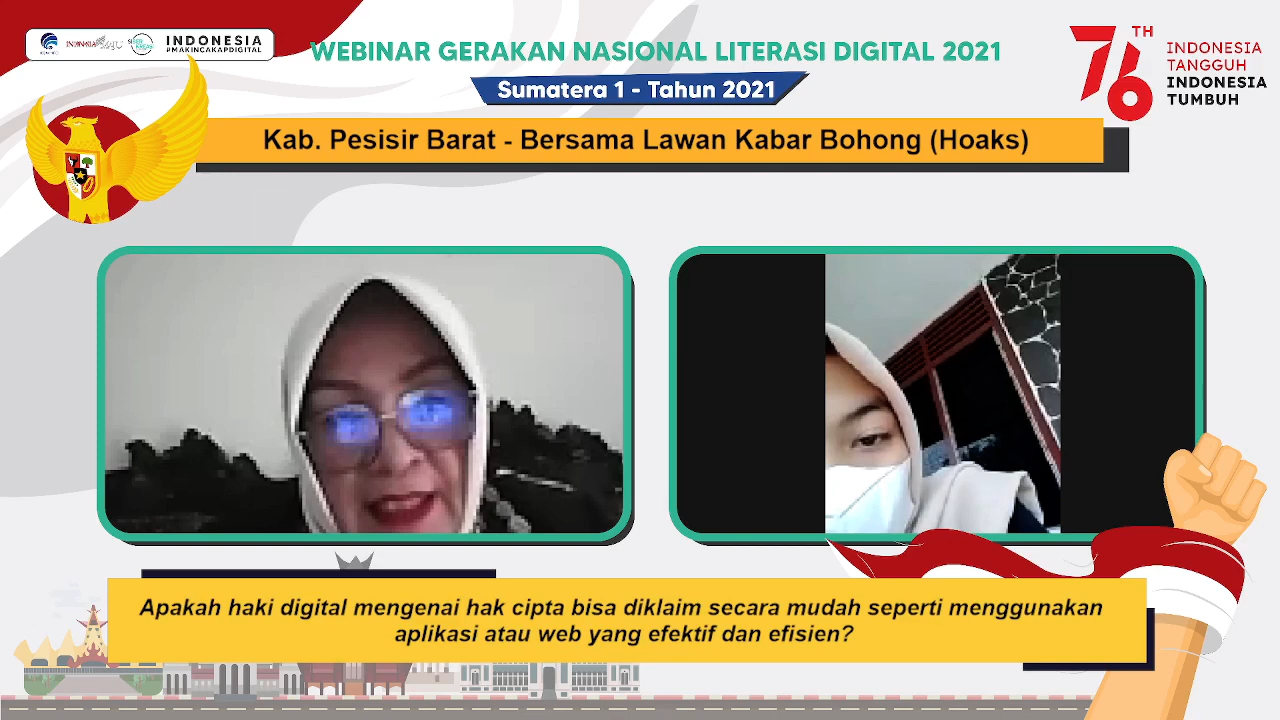 INDONESIA
#MAKINCAKAPDIGITAL
WEBINAR GERAKAN NASIONAL LITERASI DIGITAL 2021
Sumatera 1 - Tahun 2021
76TH
INDONESIA
TANGGUH
INDONESIA
TUMBUH
Kab. Pesisir Barat - Bersama Lawan Kabar Bohong (Hoaks)
Apakah haki digital mengenai hak cipta bisa diklaim secara mudah seperti menggunakan
aplikasi atau web yang efektif dan efisien?